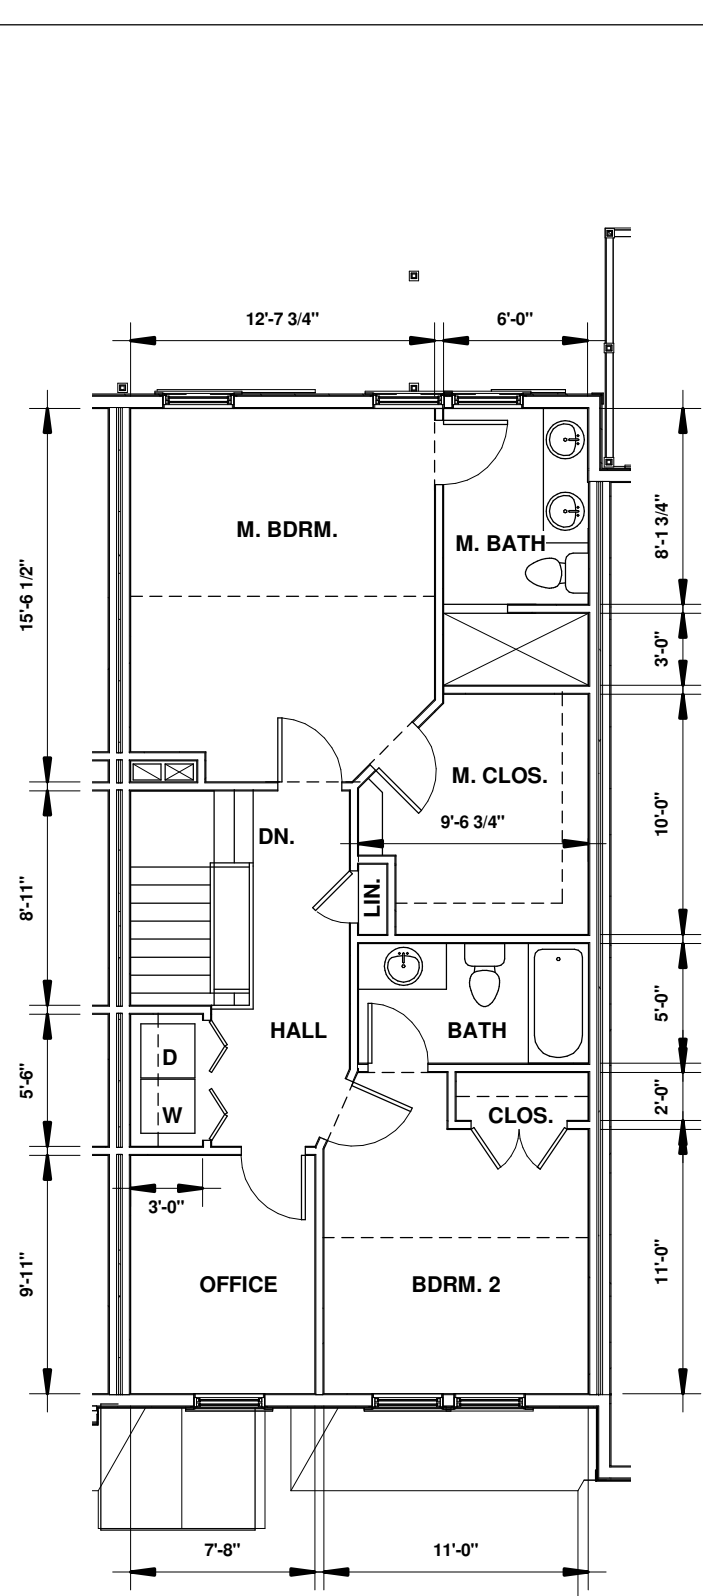 12'-7 3/4"
6'-0"
15'-6 1/2"
M. BDRM.
M. BATH
8'-1 3/4"
3'-0"
M. CLOS.
9'-6 3/4"
10'-0"
DN.
8'-11"
LIN.
HALL
BATH
5'-0"
D
W
5'-6"
CLOS.
2'-0"
3'-0"
9'-11"
OFFICE
BDRM. 2
11'-0"
7'-8"
11'-0"